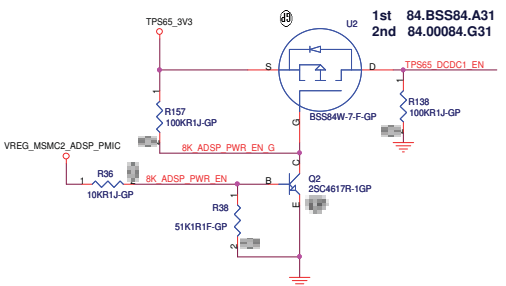 1st 84.BSS84.A31
2nd 84.00084.G31
TPS65_3V3
U2
S
D
TPS65_DCDC1_EN
1
R157
100KR1J-GP
G
BSS84W-7-F-GP
1
R138
100KR1J-GP
VREG_MSMC2_ADSP_PMIC
8K_ADSP_PWR_EN_G
C
1
R36
10KR1J-GP
8K_ADSP_PWR_EN
B
Q2
2SC4617R-1GP
E
1
R38
51K1R1F-GP
2